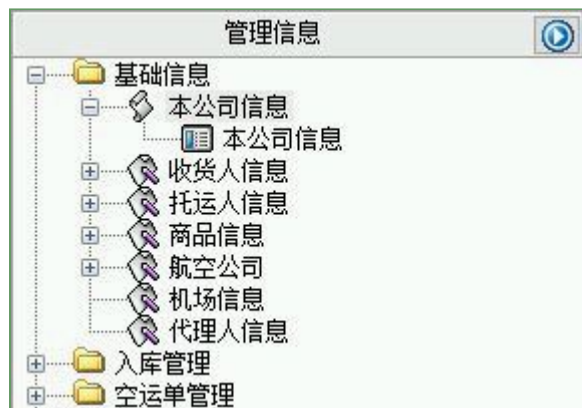 管理信息
基础信息
本公司信息
本公司信息
收货人信息
托运人信息
商品信息
航空公司
机场信息
代理人信息
入库管理
空运单管理